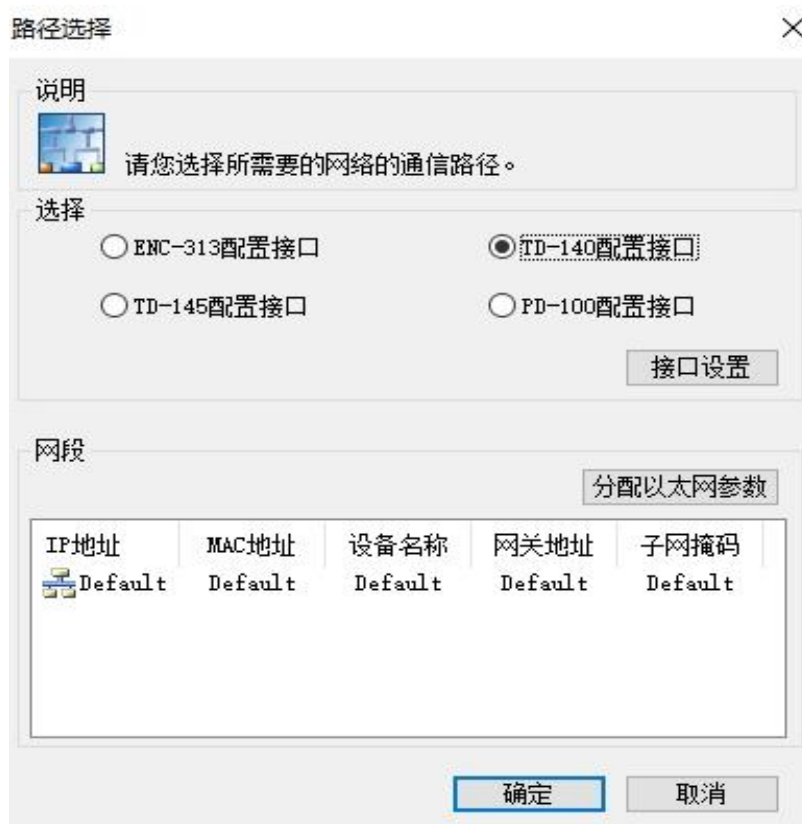 路径选择
说明
请您选择所需要的网络的通信路径。
选择
ENC-313配置接口 TD-140配置接口
TD-145配置接口 PD-100配置接口
接口设置
网段
分配以太网参数
IP地址 MAC地址 设备名称 网关地址 子网掩码
Default Default Default Default Default
确定 取消